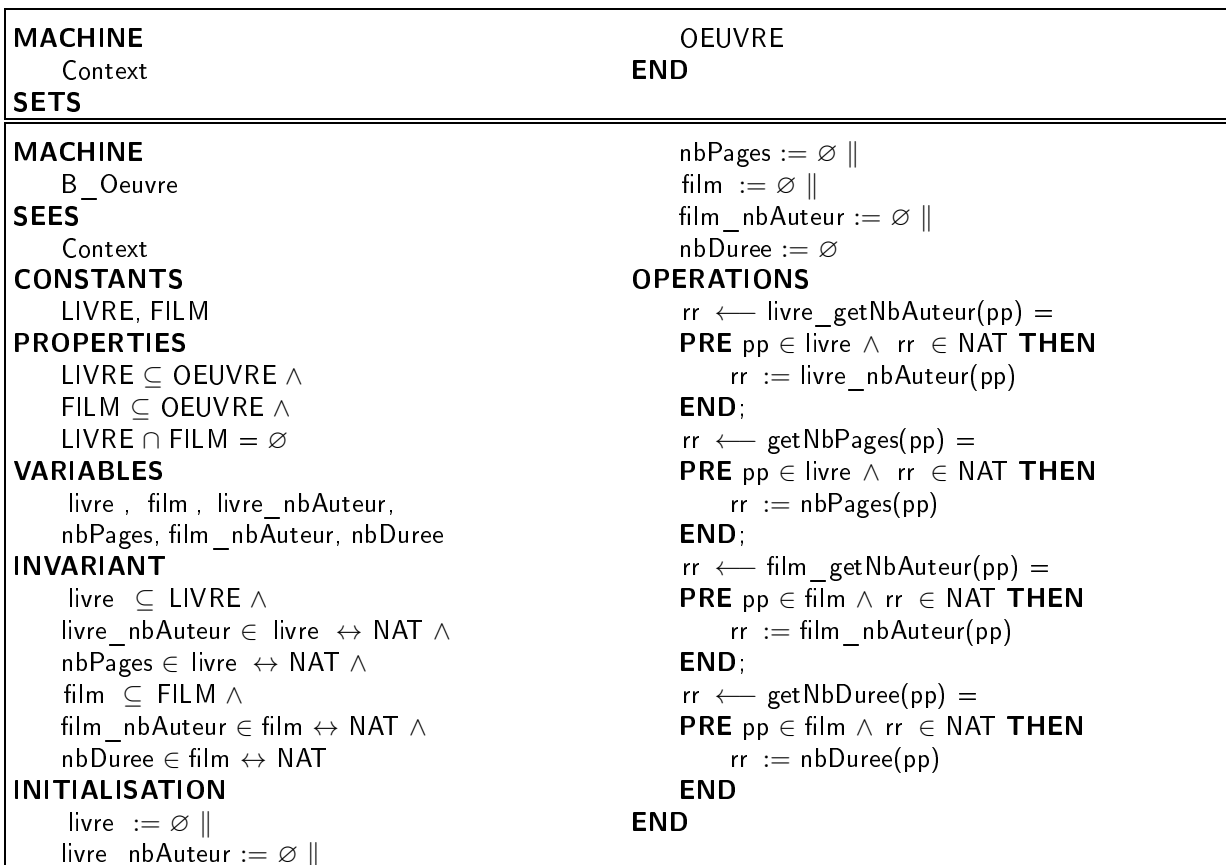 MACHINE
Context
SETS
OEUVRE
END
MACHINE
B_Oeuvre
SEES
Context
CONSTANTS
LIVRE, FILM
PROPERTIES
LIVRE ⊆ OEUVRE ∧
FILM ⊆ OEUVRE ∧
LIVRE ∩ FILM = ∅
VARIABLES
livre , film , livre_nbAuteur,
nbPages, film_nbAuteur, nbDuree
INVARIANT
livre ⊆ LIVRE ∧
livre_nbAuteur ∈ livre ↔ NAT ∧
nbPages ∈ livre ↔ NAT ∧
film ⊆ FILM ∧
film_nbAuteur ∈ film ↔ NAT ∧
nbDuree ∈ film ↔ NAT
INITIALISATION
livre := ∅ ||
livre_nbAuteur := ∅ ||
nbPages := ∅ ||
film := ∅ ||
film_nbAuteur := ∅ ||
nbDuree := ∅
OPERATIONS
rr ⟵ livre_getNbAuteur(pp) =
PRE pp ∈ livre ∧ rr ∈ NAT THEN
rr := livre_nbAuteur(pp)
END;
rr ⟵ getNbPages(pp) =
PRE pp ∈ livre ∧ rr ∈ NAT THEN
rr := nbPages(pp)
END;
rr ⟵ film_getNbAuteur(pp) =
PRE pp ∈ film ∧ rr ∈ NAT THEN
rr := film_nbAuteur(pp)
END;
rr ⟵ getNbDuree(pp) =
PRE pp ∈ film ∧ rr ∈ NAT THEN
rr := nbDuree(pp)
END
END